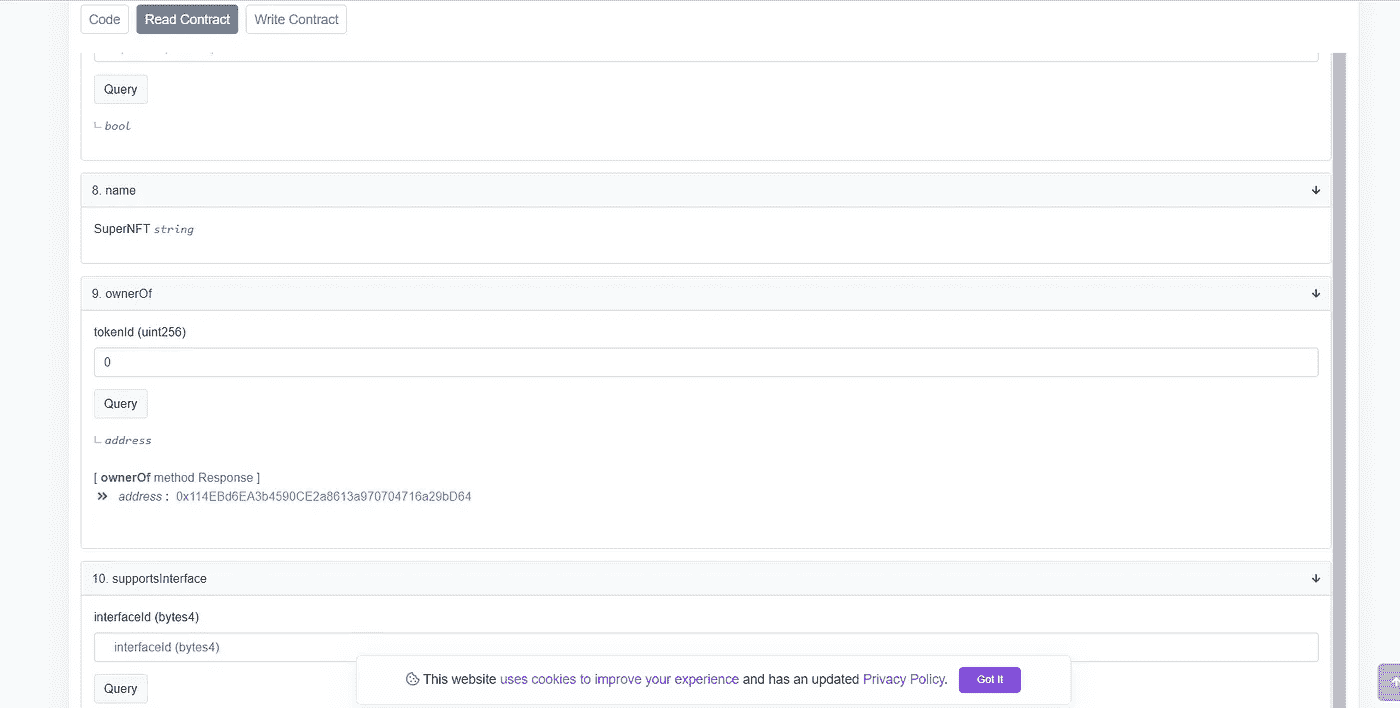 Code Read Contract Write Contract
Query
bool
8. name
SuperNFT string
9. ownerOf
tokenId (uint256)
0
Query
address
[ ownerOf method Response ]
address : 0x114EBd6EA3b4590CE2a8613a970704716a29bD64
10. supportsInterface
interfaceId (bytes4)
interfaceId (bytes4)
This website uses cookies to improve your experience and has an updated Privacy Policy. Got It
Query